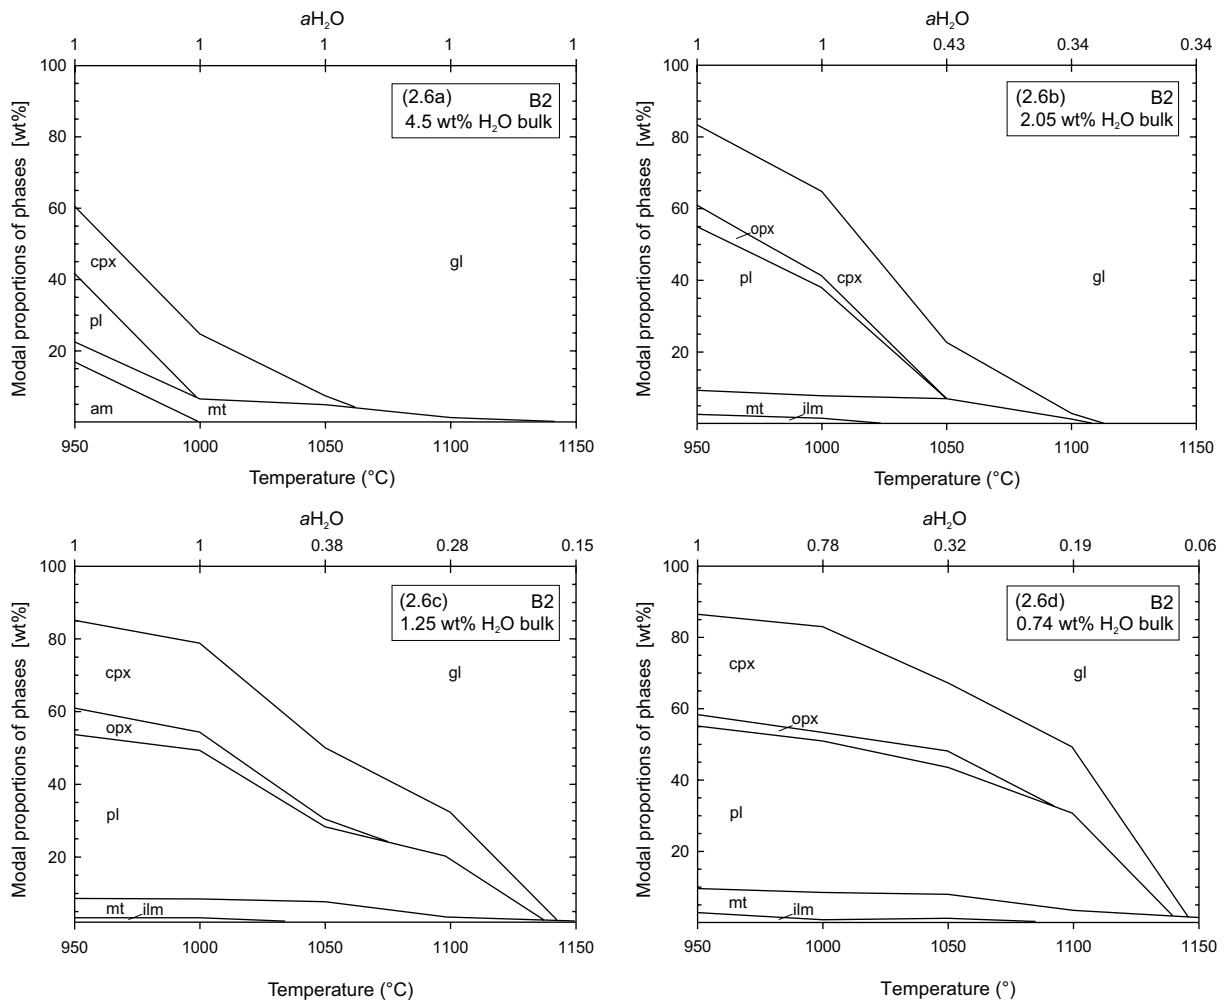 aH₂O
1 1 1 1 1
100
80
60
40
20
Modal proportions of phases [wt%]
(2.6a) B2
4.5 wt% H₂O bulk
cpx
gl
pl
am
mt
950 1000 1050 1100 1150
Temperature (°C)
aH₂O
1 1 0.43 0.34 0.34
100
80
60
40
20
Modal proportions of phases [wt%]
(2.6b) B2
2.05 wt% H₂O bulk
opx
pl
cpx
gl
mt
ilm
950 1000 1050 1100 1150
Temperature (°C)
aH₂O
1 1 0.38 0.28 0.15
100
80
60
40
20
Modal proportions of phases [wt%]
(2.6c) B2
1.25 wt% H₂O bulk
cpx
gl
opx
pl
mt
ilm
950 1000 1050 1100 1150
Temperature (°C)
aH₂O
1 0.78 0.32 0.19 0.06
100
80
60
40
20
Modal proportions of phases [wt%]
(2.6d) B2
0.74 wt% H₂O bulk
cpx
gl
opx
pl
mt
ilm
950 1000 1050 1100 1150
Temperature (°)